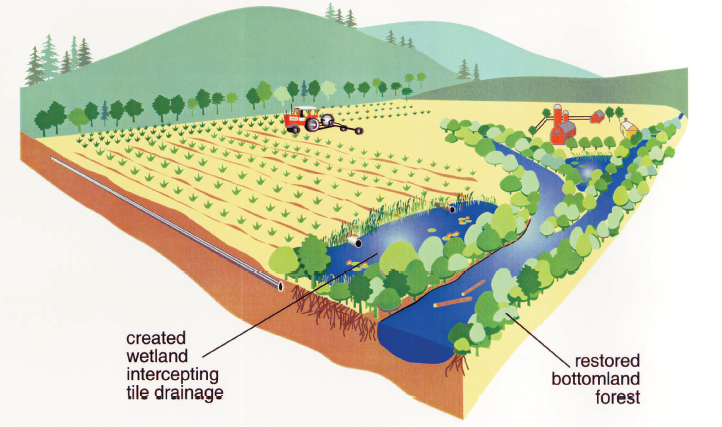 created
wetland
intercepting
tile drainage
restored
bottomland
forest